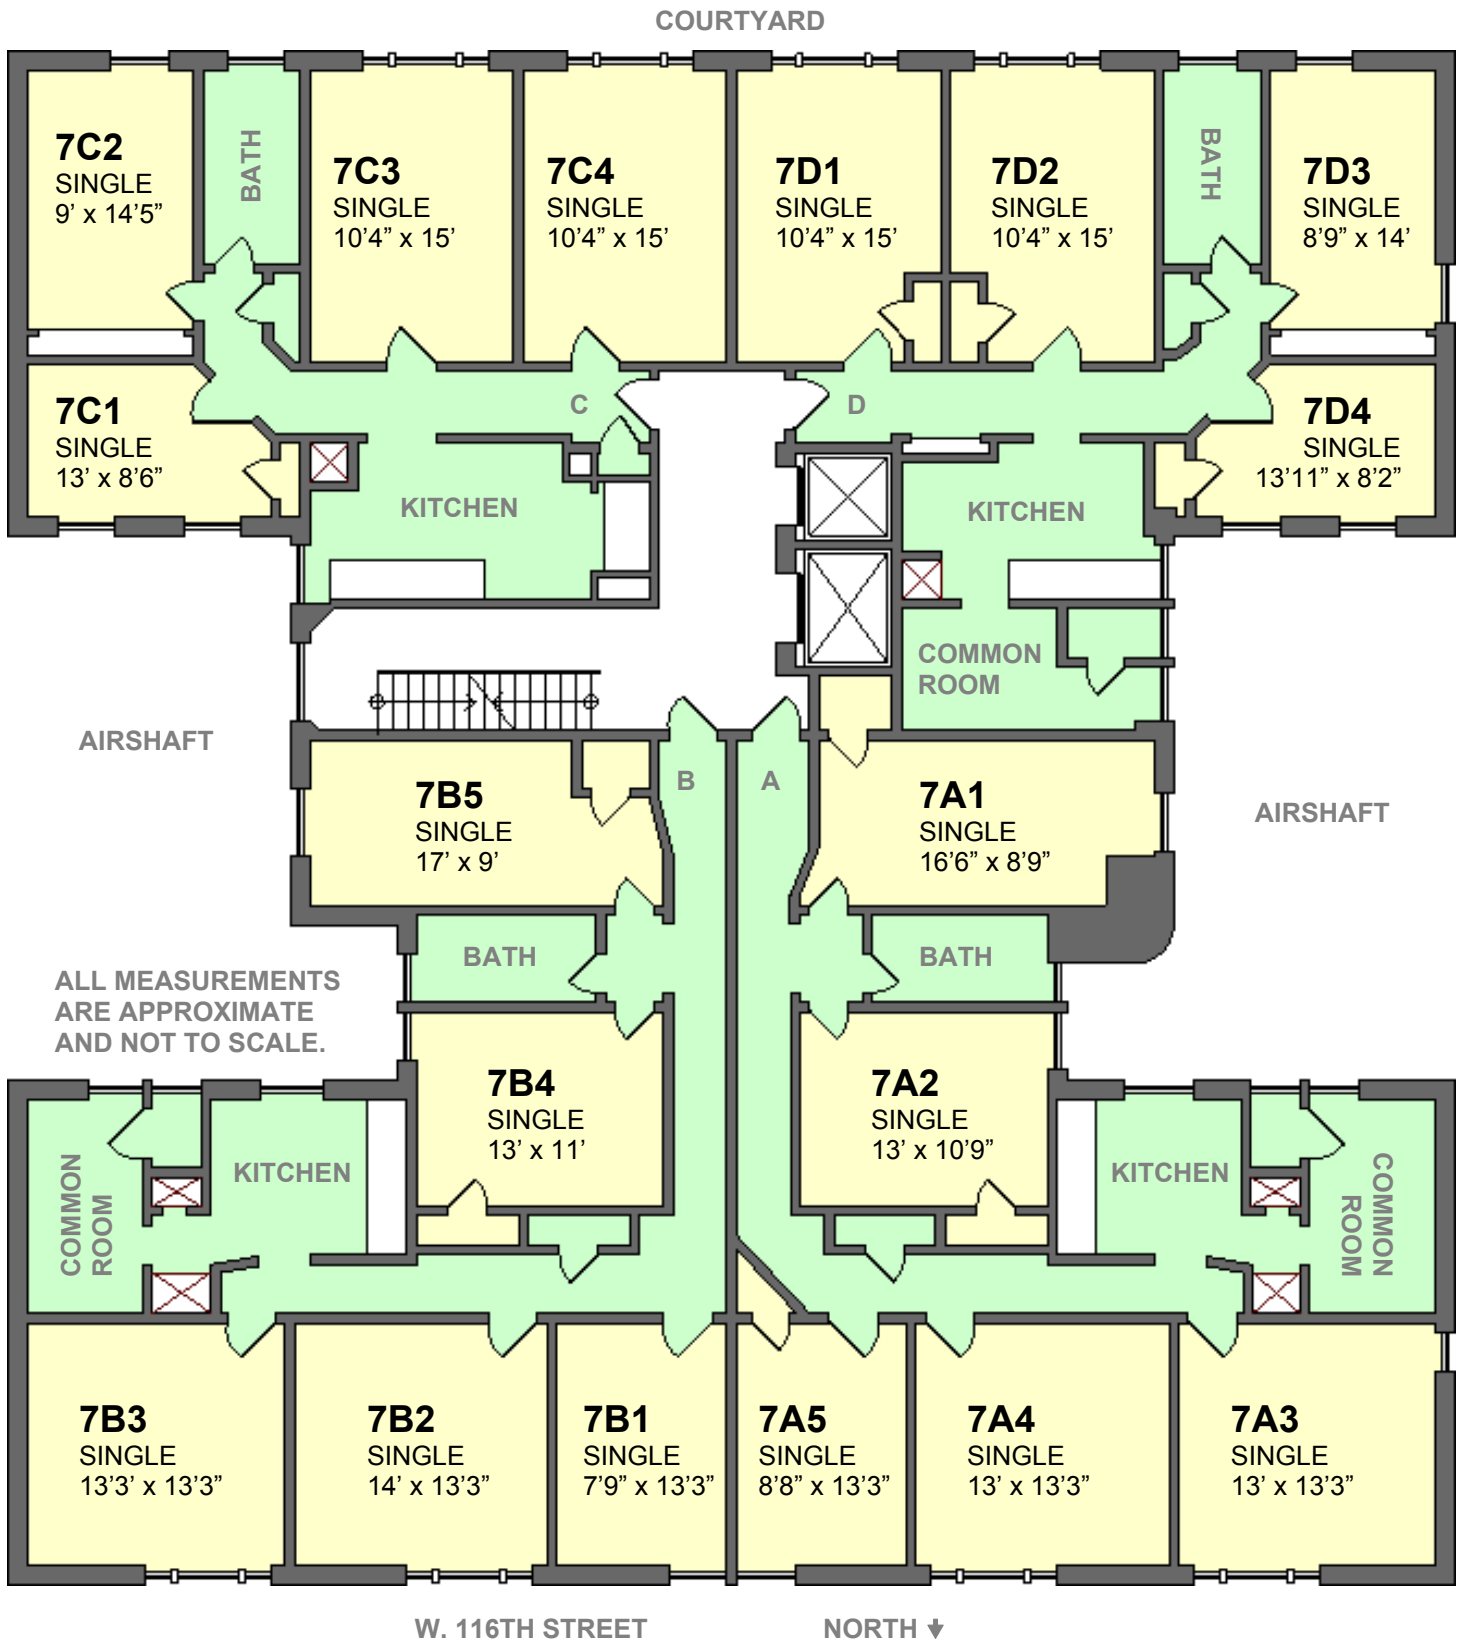 COURTYARD
7C2
SINGLE
9’ x 14’5”
BATH
7C3
SINGLE
10’4” x 15’
7C4
SINGLE
10’4” x 15’
7D1
SINGLE
10’4” x 15’
7D2
SINGLE
10’4” x 15’
BATH
7D3
SINGLE
8’9” x 14’
7C1
SINGLE
13’ x 8’6”
C
D
7D4
SINGLE
13’11” x 8’2”
KITCHEN
KITCHEN
COMMON
ROOM
AIRSHAFT
B
A
7B5
SINGLE
17’ x 9’
7A1
SINGLE
16’6” x 8’9”
AIRSHAFT
BATH
BATH
ALL MEASUREMENTS
ARE APPROXIMATE
AND NOT TO SCALE.
7B4
SINGLE
13’ x 11’
7A2
SINGLE
13’ x 10’9”
COMMON
ROOM
KITCHEN
KITCHEN
COMMON
ROOM
7B3
SINGLE
13’3’ x 13’3”
7B2
SINGLE
14’ x 13’3”
7B1
SINGLE
7’9” x 13’3”
7A5
SINGLE
8’8” x 13’3”
7A4
SINGLE
13’ x 13’3”
7A3
SINGLE
13’ x 13’3”
W. 116TH STREET
NORTH